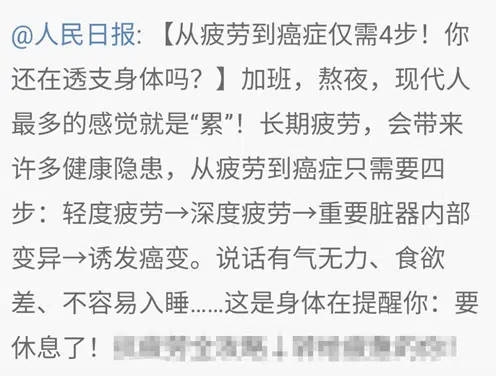 @人民日报:【从疲劳到癌症仅需4步！你
还在透支身体吗？】加班，熬夜，现代人
最多的感觉就是“累”！长期疲劳，会带来
许多健康隐患，从疲劳到癌症只需要四
步：轻度疲劳→深度疲劳→重要脏器内部
变异→诱发癌变。说话有气无力、食欲
差、不容易入睡……这是身体在提醒你：要
休息了！